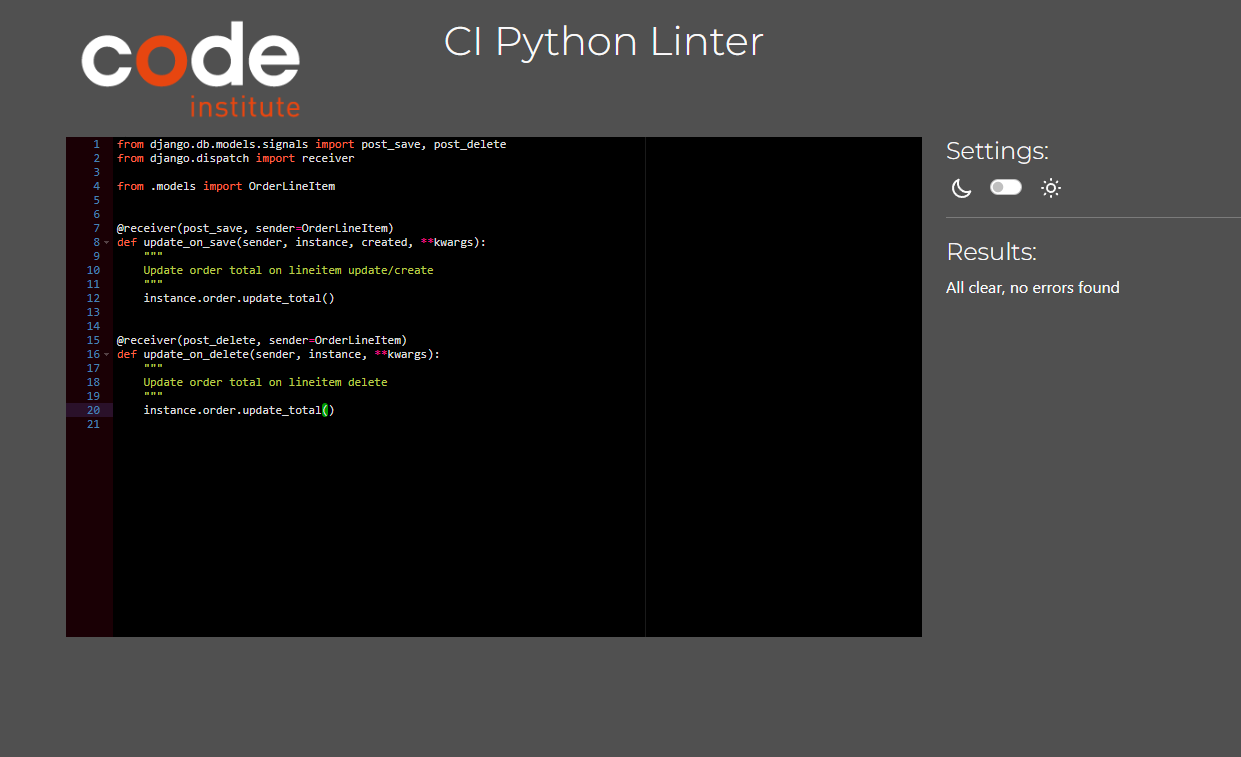 code
institute
CI Python Linter
1 from django.db.models.signals import post_save, post_delete
2 from django.dispatch import receiver
3
4 from .models import OrderLineItem
5
6
7 @receiver(post_save, sender=OrderLineItem)
8 def update_on_save(sender, instance, created, **kwargs):
9     """
10     Update order total on lineitem update/create
11     """
12     instance.order.update_total()
13
14
15 @receiver(post_delete, sender=OrderLineItem)
16 def update_on_delete(sender, instance, **kwargs):
17     """
18     Update order total on lineitem delete
19     """
20     instance.order.update_total()
21
Settings:
Results:
All clear, no errors found